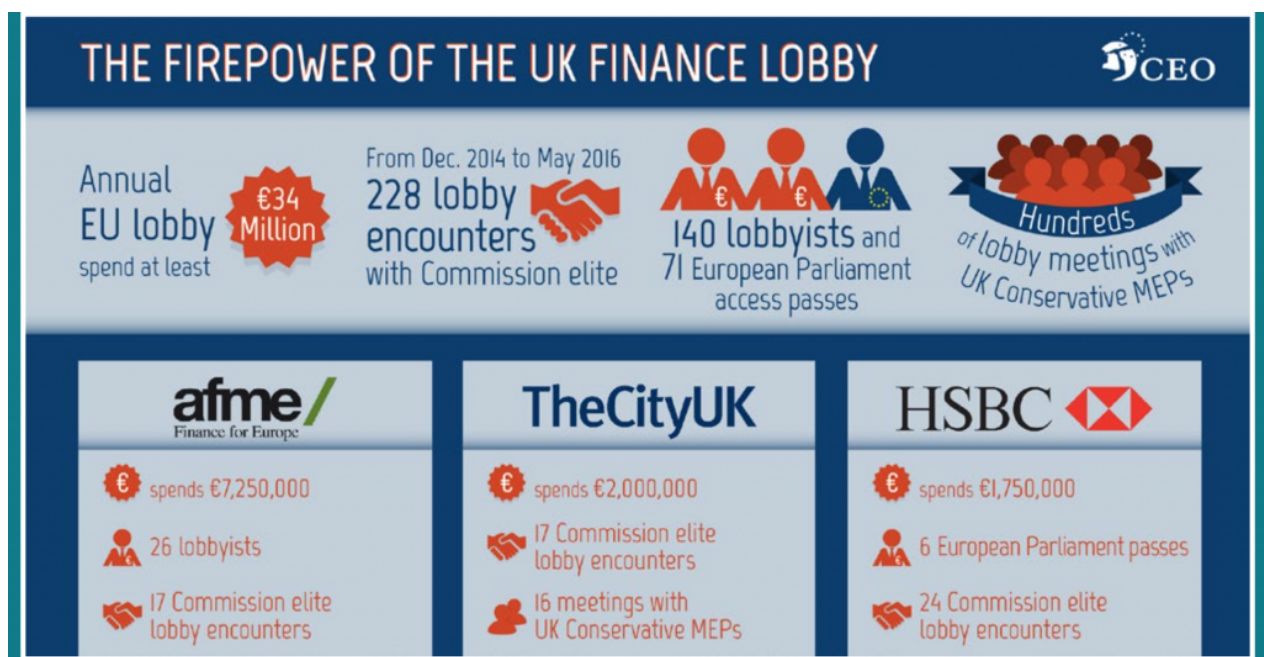 THE FIREPOWER OF THE UK FINANCE LOBBY
CEO
Annual
EU lobby
spend at least
€34
Million
From Dec. 2014 to May 2016
228 lobby
encounters
with Commission elite
€ €
140 lobbyists and
71 European Parliament
access passes
Hundreds
of lobby meetings with
UK Conservative MEPs
afme/
Finance for Europe
€ spends €7,250,000
€
26 lobbyists
17 Commission elite
lobby encounters
TheCityUK
€ spends €2,000,000
17 Commission elite
lobby encounters
16 meetings with
UK Conservative MEPs
HSBC
€ spends €1,750,000
€
6 European Parliament passes
24 Commission elite
lobby encounters